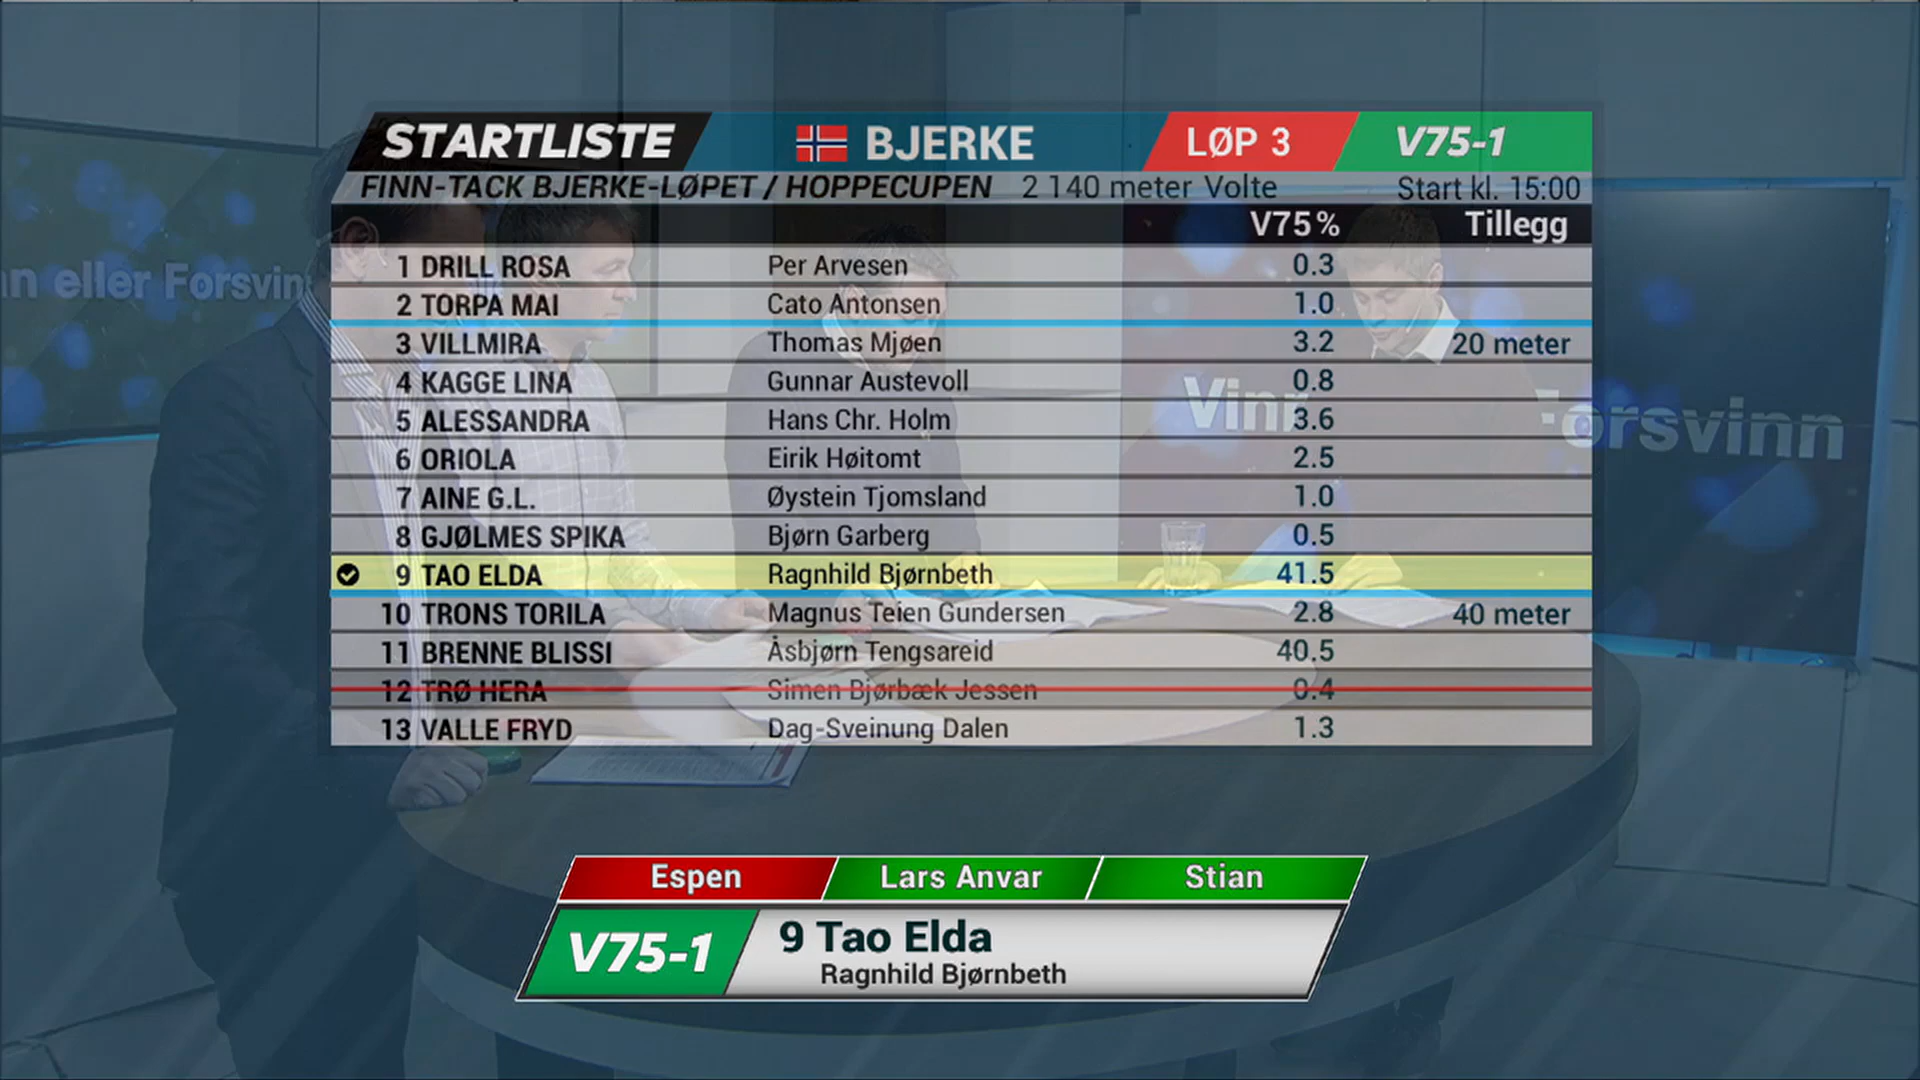 STARTLISTE BJERKE LØP 3 V75-1
FINN-TACK BJERKE-LØPET / HOPPECUPEN 2 140 meter Volte Start kl. 15:00
V75% Tillegg
1 DRILL ROSA Per Arvesen 0.3
2 TORPA MAI Cato Antonsen 1.0
3 VILLMIRA Thomas Mjøen 3.2 20 meter
4 KAGGE LINA Gunnar Austevoll 0.8
5 ALESSANDRA Hans Chr. Holm 3.6
6 ORIOLA Eirik Høitomt 2.5
7 AINE G.L. Øystein Tjomsland 1.0
8 GJØLMES SPIKA Bjørn Garberg 0.5
9 TAO ELDA Ragnhild Bjørnbeth 41.5
10 TRONS TORILA Magnus Teien Gundersen 2.8 40 meter
11 BRENNE BLISSI Åsbjørn Tengsareid 40.5
12 TRØ HERA Simen Bjørbæk Jessen 0.4
13 VALLE FRYD Dag-Sveinung Dalen 1.3
nn eller Forsvin
Vinn Forsvinn
Espen Lars Anvar Stian
V75-1 9 Tao Elda
Ragnhild Bjørnbeth